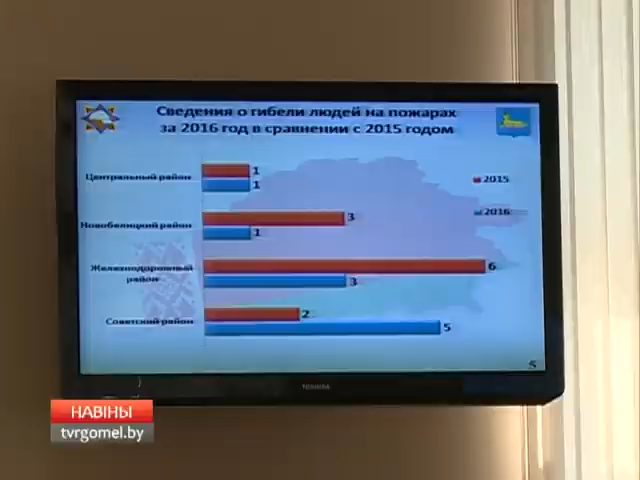 Сведения о гибели людей на пожарах
за 2016 год в сравнении с 2015 годом
Центральный район
1
1
2015
Новобелицкий район
3
1
2016
Железнодорожный
район
6
3
Советский район
2
5
5
TOSHIBA
НАВІНЫ
tvrgomel.by